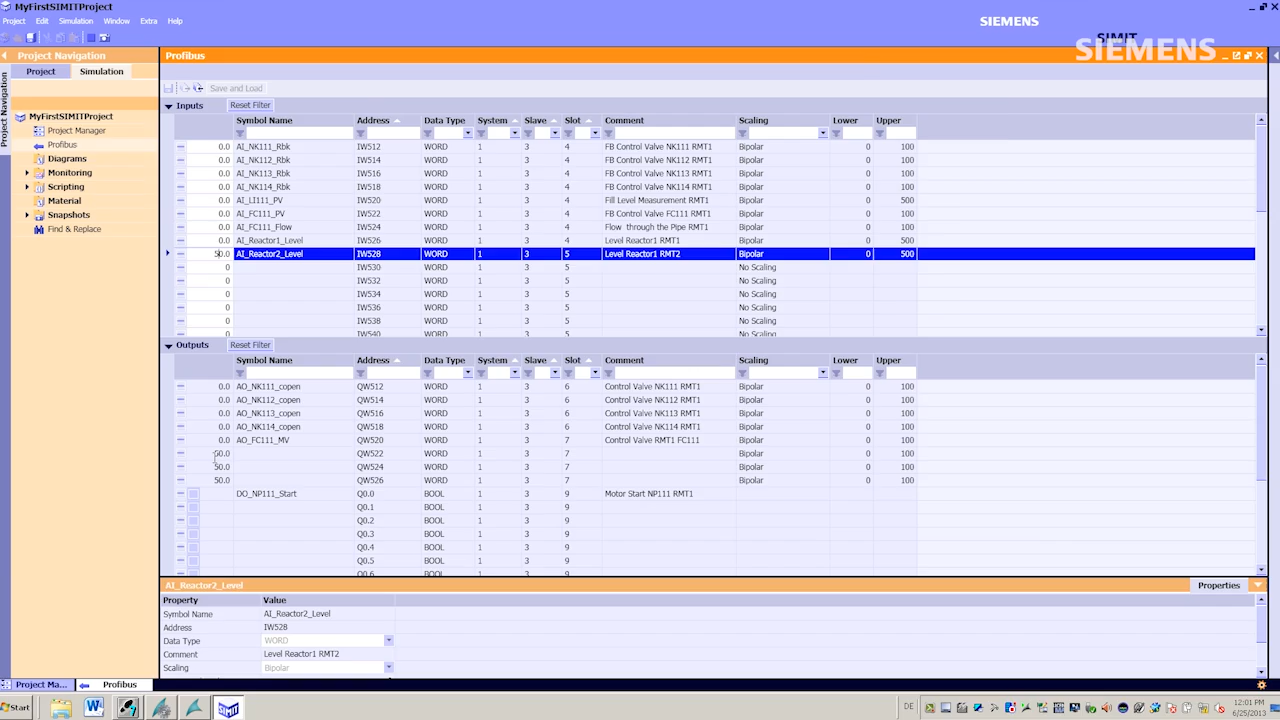 MyFirstSIMITProject
Project Edit Simulation Window Extra Help
SIEMENS
SIMIT
SIEMENS
Project Navigation
Project Simulation
Project Navigation
MyFirstSIMITProject
Project Manager
Profibus
Diagrams
Monitoring
Scripting
Material
Snapshots
Find & Replace
Profibus
Save and Load
Inputs Reset Filter
Symbol Name Address Data Type System Slave Slot Comment Scaling Lower Upper
0.0 AI_NK111_Rbk IW512 WORD 1 3 4 FB Control Valve NK111 RMT1 Bipolar 0 100
0.0 AI_NK112_Rbk IW514 WORD 1 3 4 FB Control Valve NK112 RMT1 Bipolar 0 100
0.0 AI_NK113_Rbk IW516 WORD 1 3 4 FB Control Valve NK113 RMT1 Bipolar 0 100
0.0 AI_NK114_Rbk IW518 WORD 1 3 4 FB Control Valve NK114 RMT1 Bipolar 0 100
0.0 AI_LI111_PV IW520 WORD 1 3 4 Fill Level Measurement RMT1 Bipolar 0 500
0.0 AI_FC111_PV IW522 WORD 1 3 4 FB Control Valve FC111 RMT1 Bipolar 0 100
0.0 AI_FC111_Flow IW524 WORD 1 3 4 Flow through the Pipe RMT1 Bipolar 0 100
0.0 AI_Reactor1_Level IW526 WORD 1 3 4 Level Reactor1 RMT1 Bipolar 0 500
50.0 AI_Reactor2_Level IW528 WORD 1 3 5 Level Reactor1 RMT2 Bipolar 0 500
0 IW530 WORD 1 3 5 No Scaling
0 IW532 WORD 1 3 5 No Scaling
0 IW534 WORD 1 3 5 No Scaling
0 IW536 WORD 1 3 5 No Scaling
0 IW538 WORD 1 3 5 No Scaling
0 IW540 WORD 1 3 5 No Scaling
Outputs Reset Filter
Symbol Name Address Data Type System Slave Slot Comment Scaling Lower Upper
0.0 AO_NK111_copen QW512 WORD 1 3 6 Control Valve NK111 RMT1 Bipolar 0 100
0.0 AO_NK112_copen QW514 WORD 1 3 6 Control Valve NK112 RMT1 Bipolar 0 100
0.0 AO_NK113_copen QW516 WORD 1 3 6 Control Valve NK113 RMT1 Bipolar 0 100
0.0 AO_NK114_copen QW518 WORD 1 3 6 Control Valve NK114 RMT1 Bipolar 0 100
0.0 AO_FC111_MV QW520 WORD 1 3 7 Control Valve RMT1 FC111 Bipolar 0 100
50.0 QW522 WORD 1 3 7 Bipolar 0 100
50.0 QW524 WORD 1 3 7 Bipolar 0 100
50.0 QW526 WORD 1 3 7 Bipolar 0 100
DO_NP111_Start Q0.0 BOOL 1 3 9 Motor Start NP111 RMT1
Q0.1 BOOL 1 3 9
Q0.2 BOOL 1 3 9
Q0.3 BOOL 1 3 9
Q0.4 BOOL 1 3 9
Q0.5 BOOL 1 3 9
Q0.6 BOOL 1 3 9
AI_Reactor2_Level Properties
Property Value
Symbol Name AI_Reactor2_Level
Address IW528
Data Type WORD
Comment Level Reactor1 RMT2
Scaling Bipolar
Project Ma... Profibus
Start DE 12:01 PM
6/25/2013